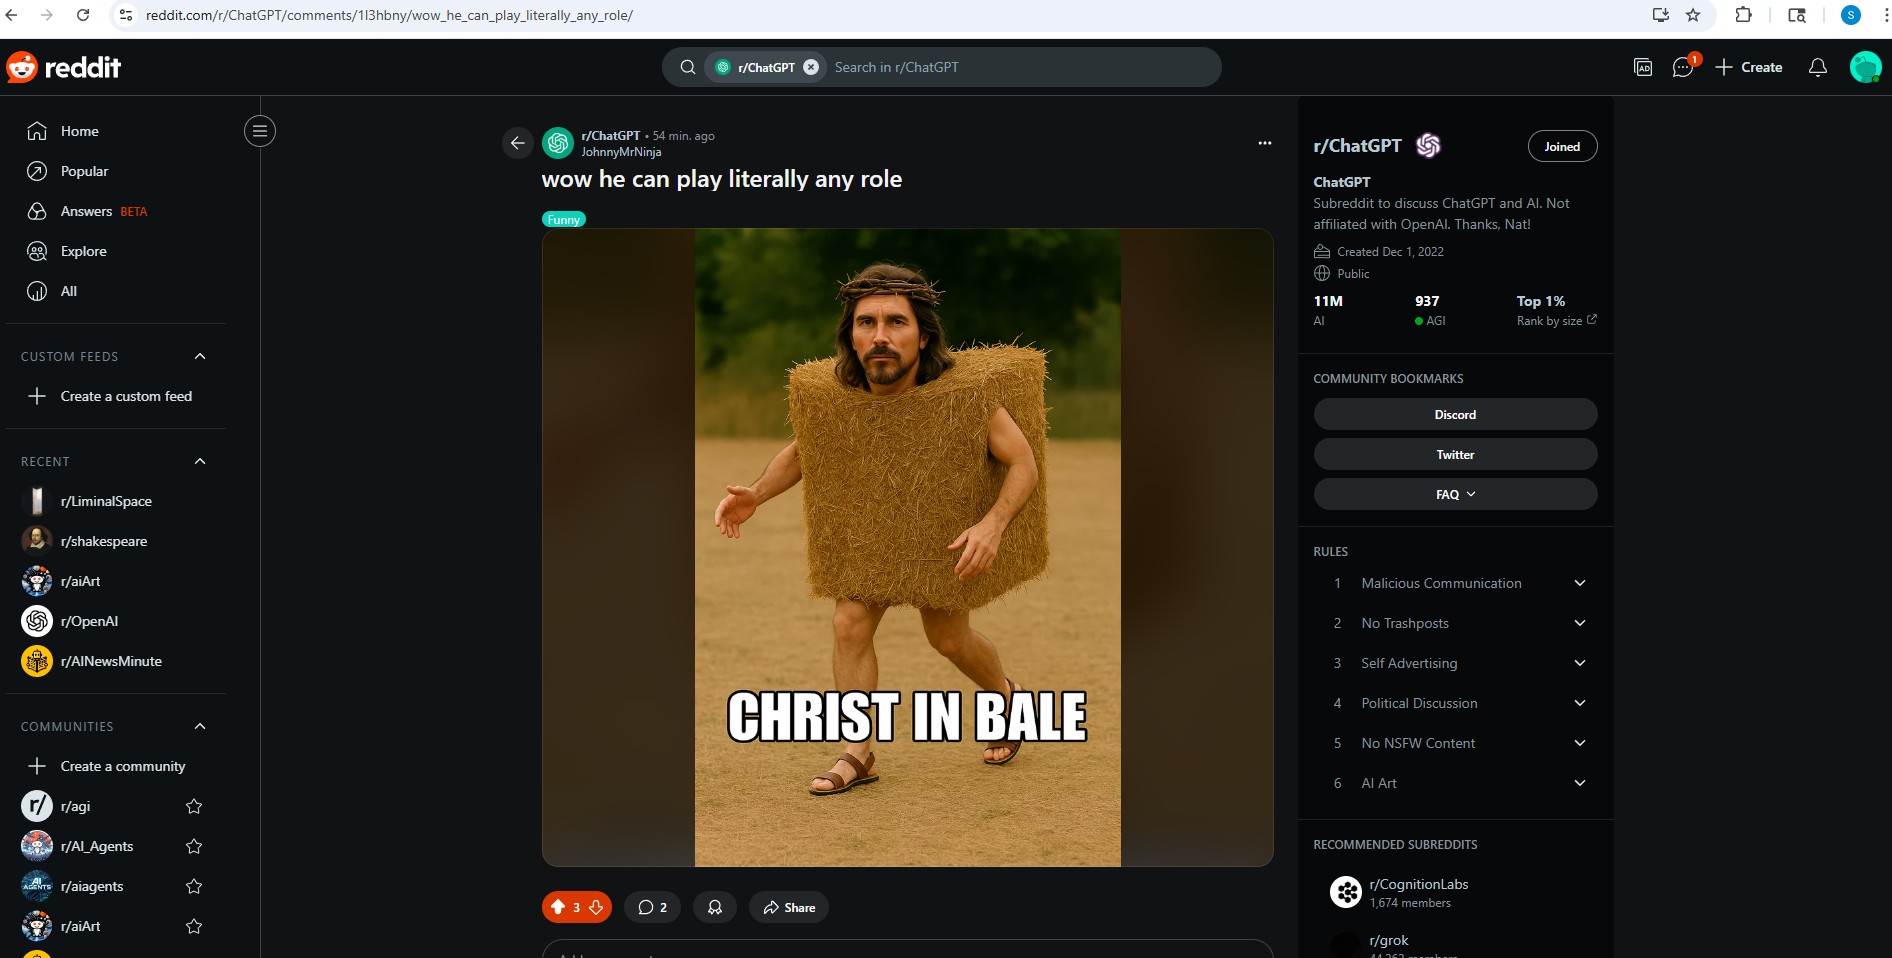 reddit.com/r/ChatGPT/comments/1l3hbny/wow_he_can_play_literally_any_role/
S
reddit
r/ChatGPT
Search in r/ChatGPT
AD
1
Create
Home
Popular
Answers BETA
Explore
All
CUSTOM FEEDS
Create a custom feed
RECENT
r/LiminalSpace
r/shakespeare
r/aiArt
r/OpenAI
r/AINewsMinute
COMMUNITIES
Create a community
r/
r/agi
r/AI_Agents
AI
AGENTS
r/aiagents
r/aiArt
r/ChatGPT • 54 min. ago
JohnnyMrNinja
wow he can play literally any role
Funny
CHRIST IN BALE
3
2
Share
r/ChatGPT
Joined
ChatGPT
Subreddit to discuss ChatGPT and AI. Not
affiliated with OpenAI. Thanks, Nat!
Created Dec 1, 2022
Public
11M
AI
937
AGI
Top 1%
Rank by size
COMMUNITY BOOKMARKS
Discord
Twitter
FAQ
RULES
1 Malicious Communication
2 No Trashposts
3 Self Advertising
4 Political Discussion
5 No NSFW Content
6 AI Art
RECOMMENDED SUBREDDITS
r/CognitionLabs
1,674 members
r/grok